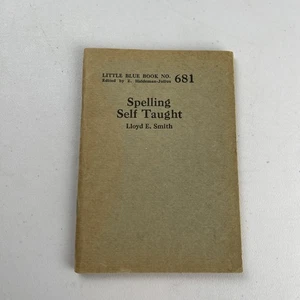 LITTLE BLUE BOOK NO. 681
Edited by E. Haldeman-Julius
Spelling
Self Taught
Lloyd E. Smith